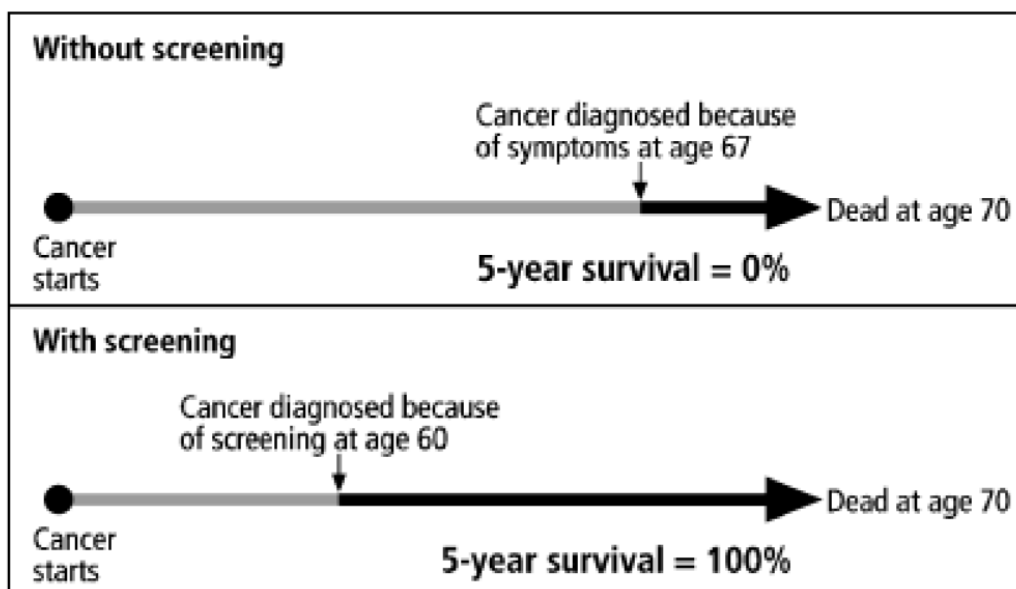 Without screening
Cancer diagnosed because
of symptoms at age 67
Dead at age 70
Cancer
starts
5-year survival = 0%
With screening
Cancer diagnosed because
of screening at age 60
Dead at age 70
Cancer
starts
5-year survival = 100%